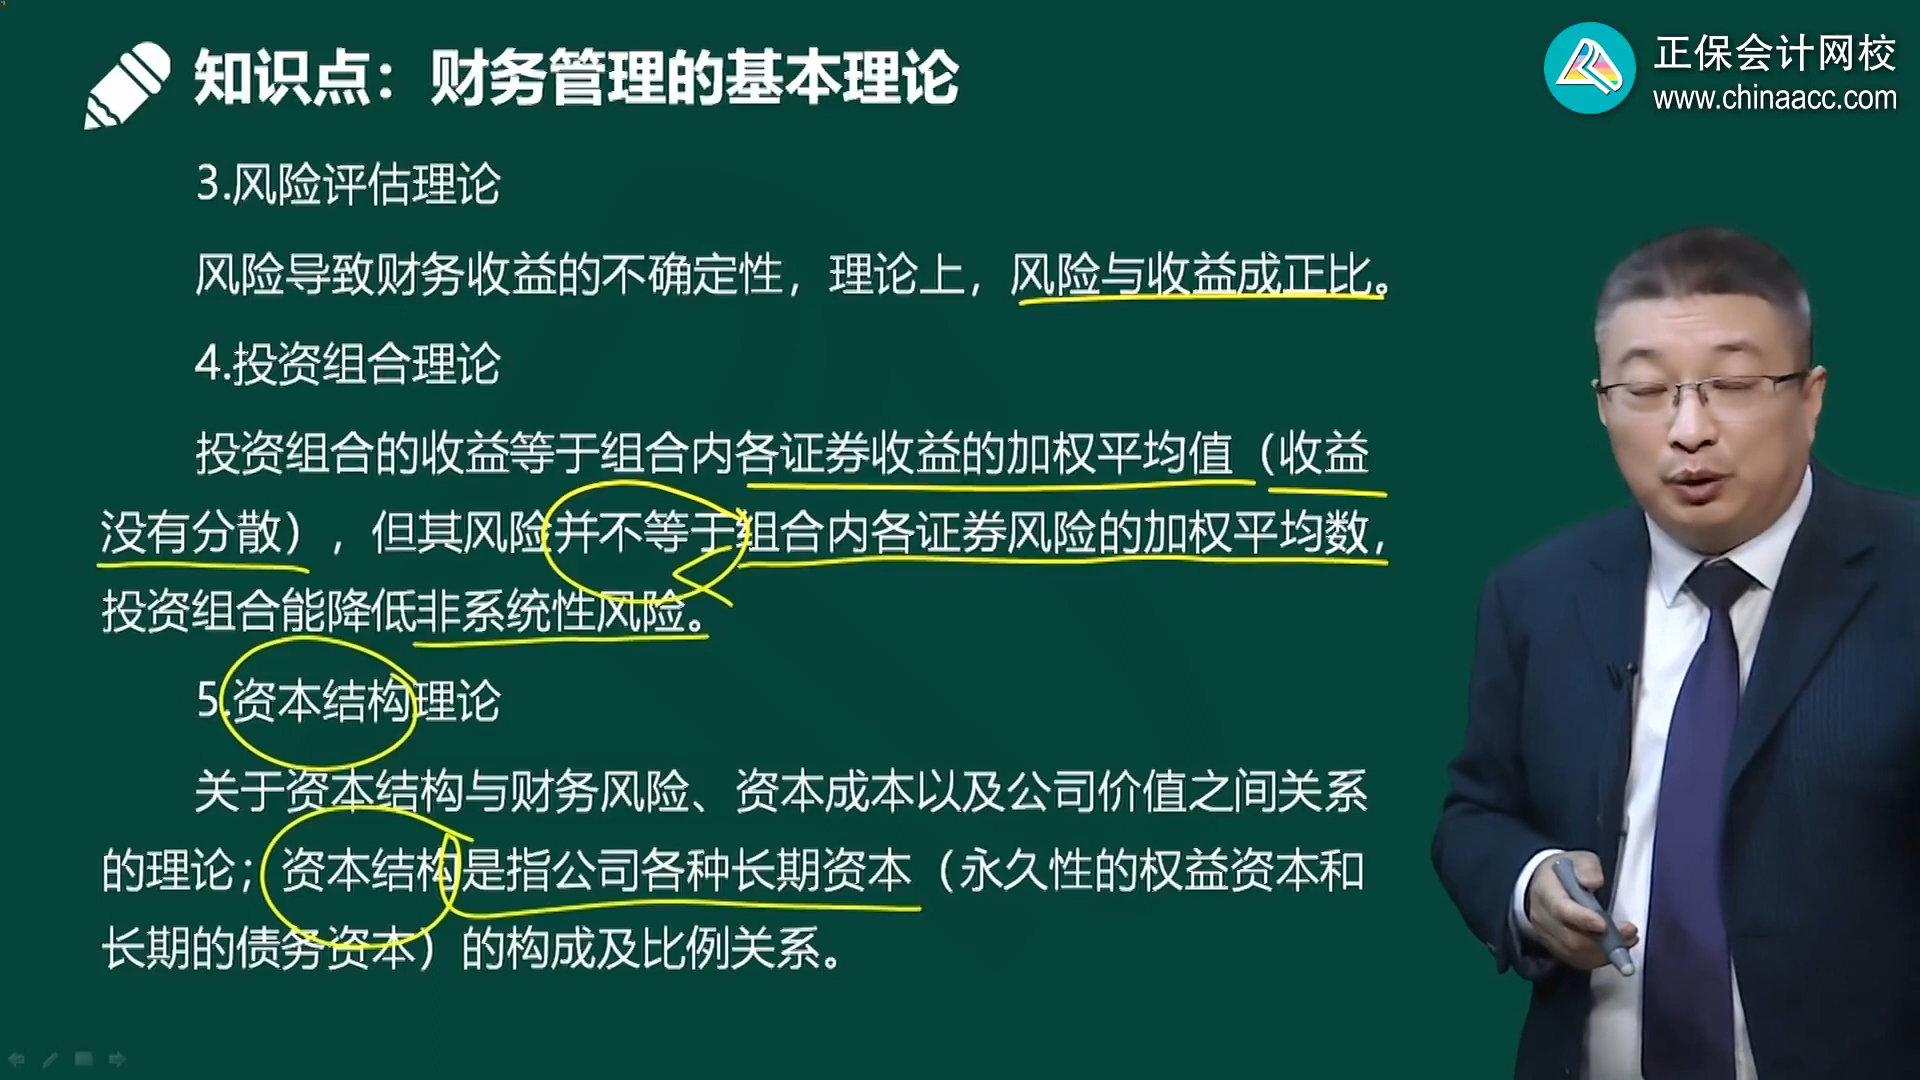 知识点：财务管理的基本理论
正保会计网校
www.chinaacc.com
3.风险评估理论
风险导致财务收益的不确定性，理论上，风险与收益成正比。
4.投资组合理论
投资组合的收益等于组合内各证券收益的加权平均值（收益
没有分散），但其风险并不等于组合内各证券风险的加权平均数，
投资组合能降低非系统性风险。
5.资本结构理论
关于资本结构与财务风险、资本成本以及公司价值之间关系
的理论；资本结构是指公司各种长期资本（永久性的权益资本和
长期的债务资本）的构成及比例关系。